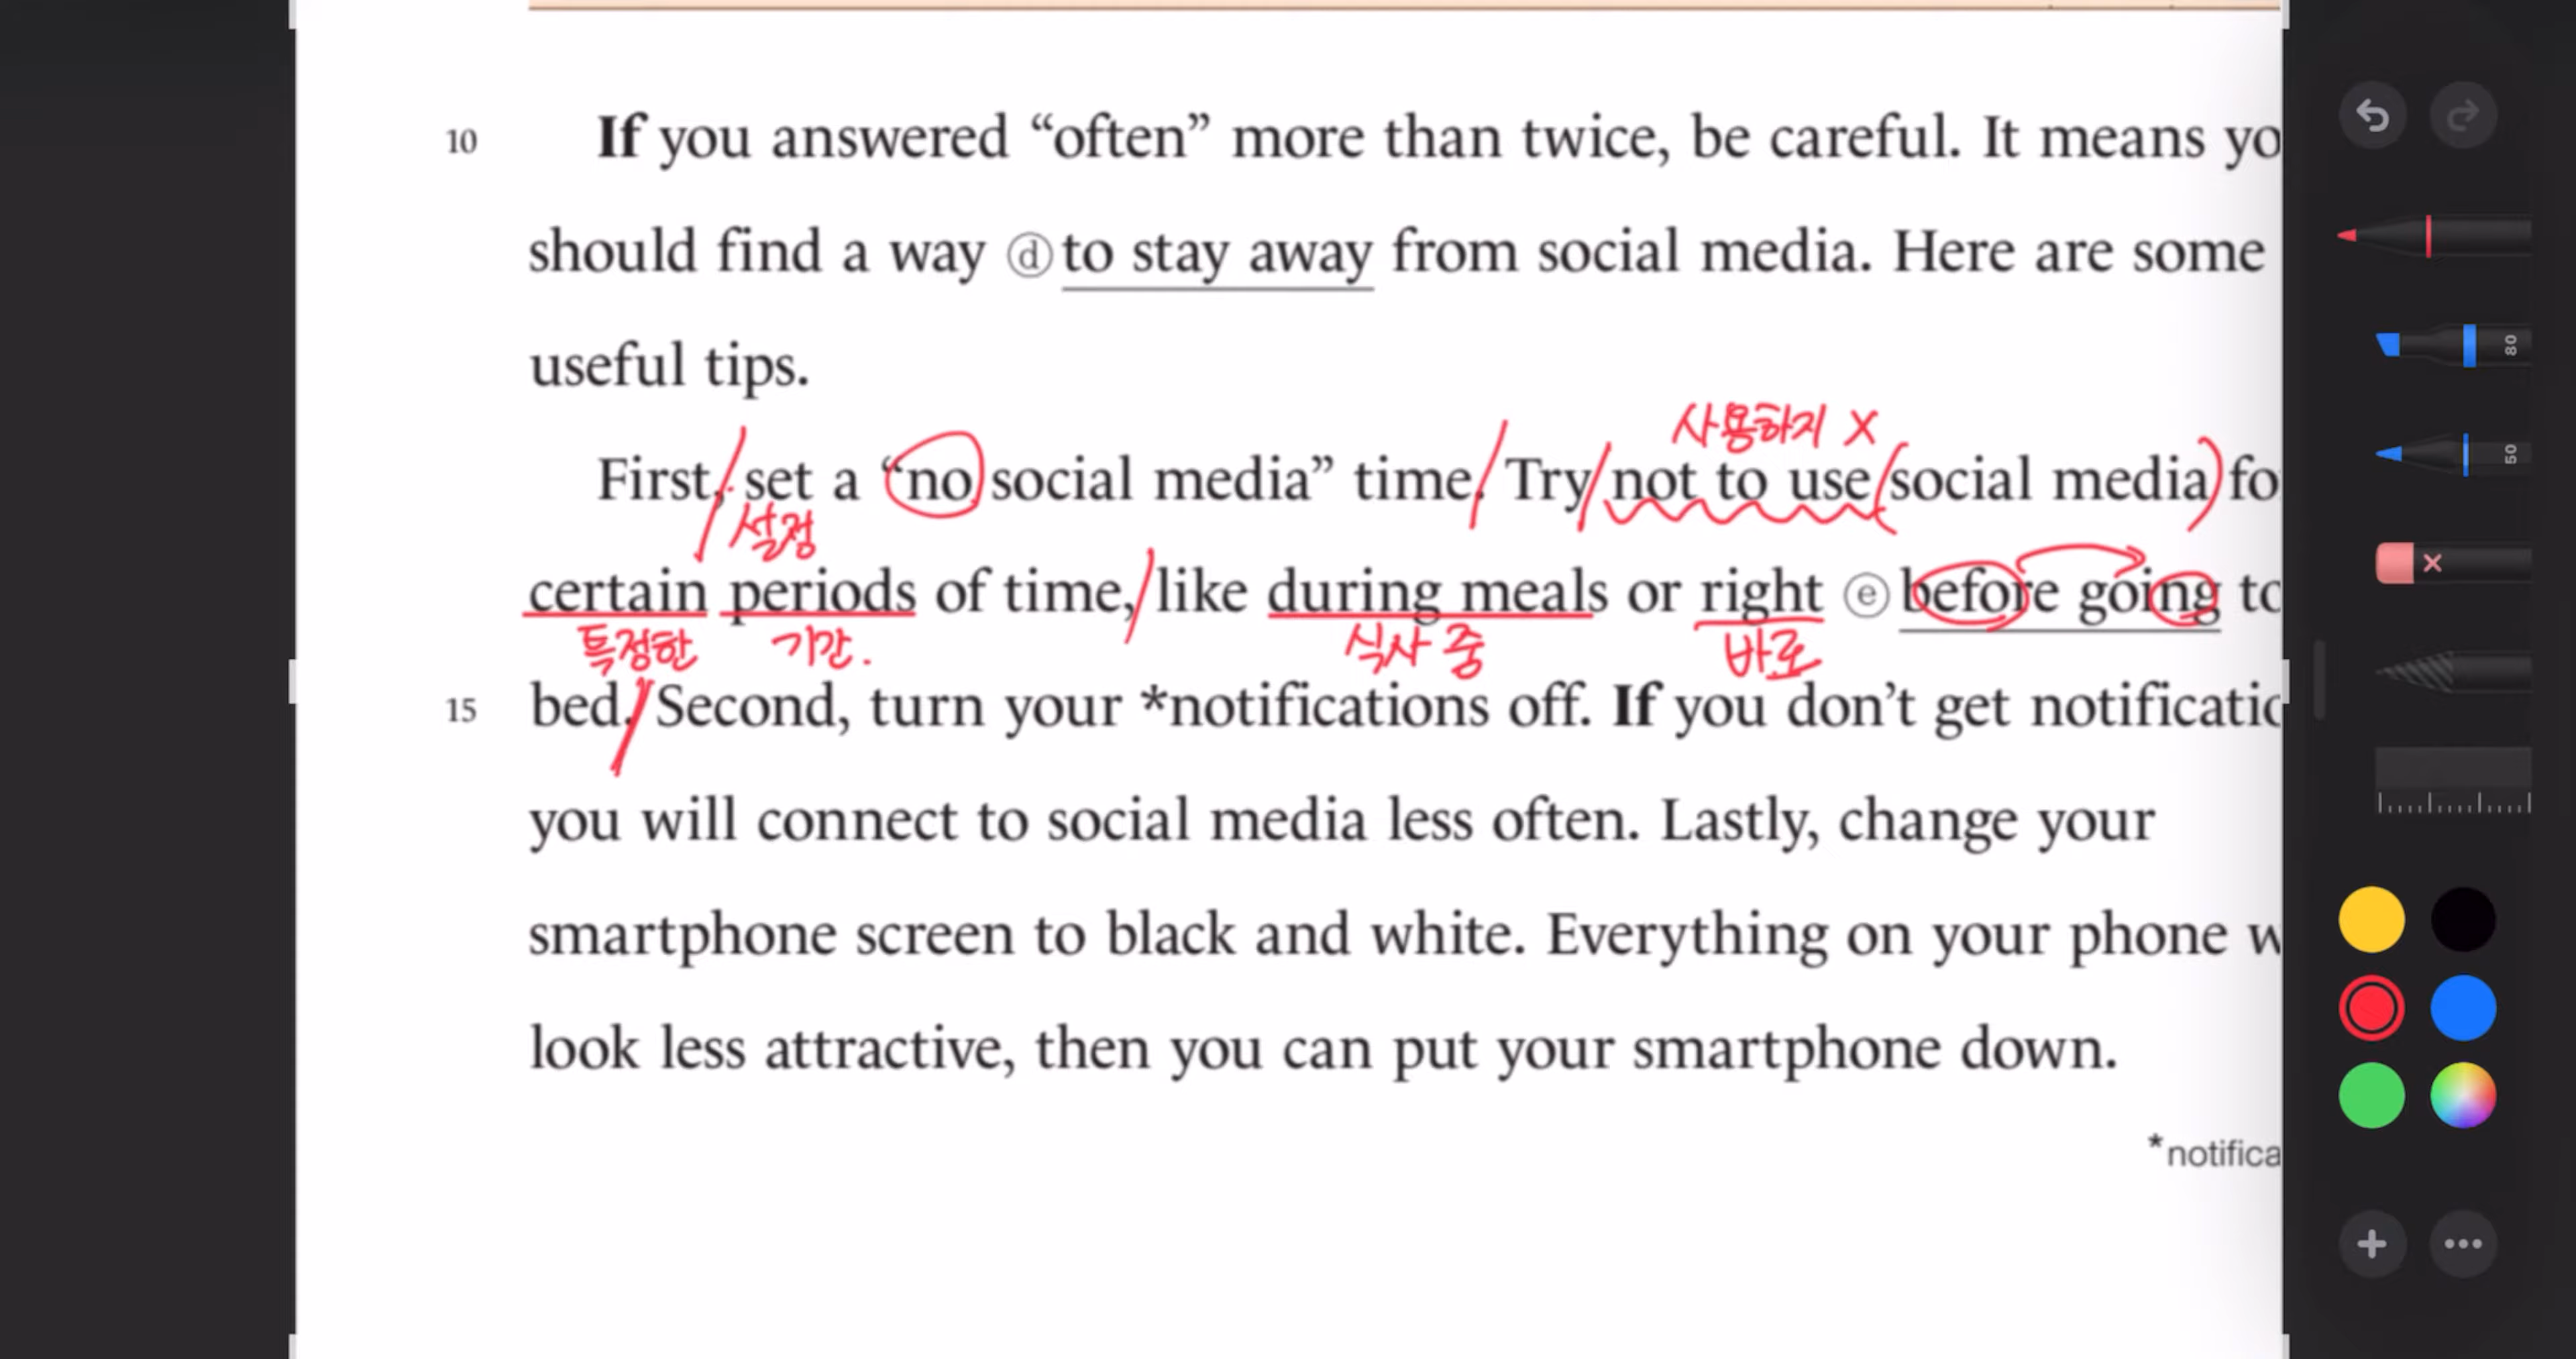 10 If you answered “often” more than twice, be careful. It means yo
should find a way ⓓto stay away from social media. Here are some
useful tips.
사용하지 X
First, set a “no social media” time. Try not to use social media fo
설정
certain periods of time, like during meals or right ⓔ before going to
특정한 기간. 식사 중 바로
15 bed. Second, turn your *notifications off. If you don’t get notificatio
you will connect to social media less often. Lastly, change your
smartphone screen to black and white. Everything on your phone w
look less attractive, then you can put your smartphone down.
*notifica
80
50